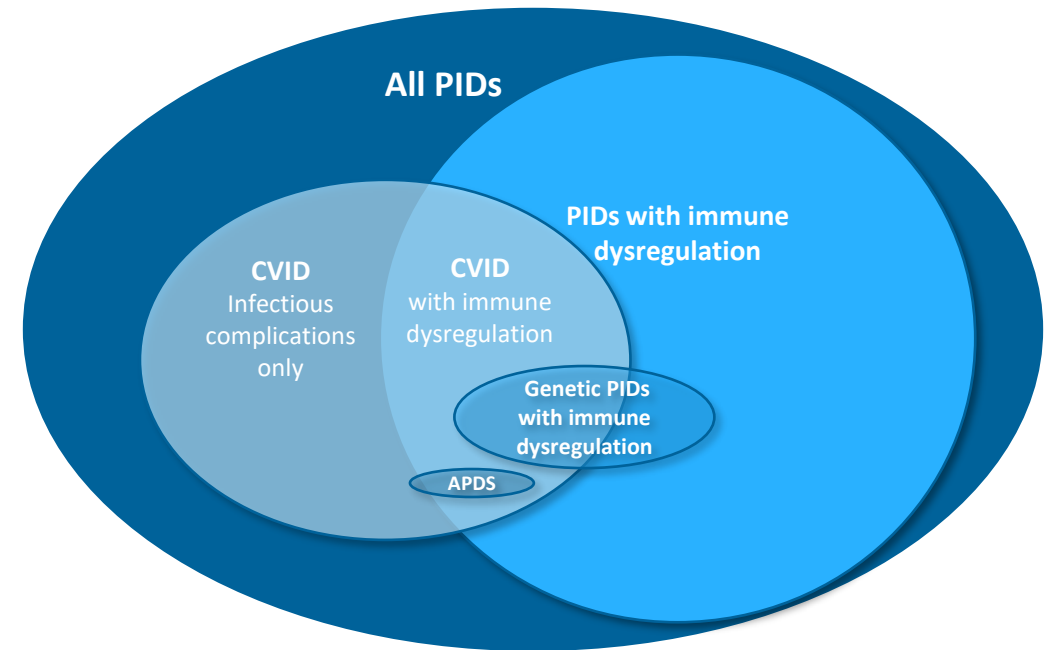 All PIDs
PIDs with immune
dysregulation
CVID
Infectious
complications
only
CVID
with immune
dysregulation
Genetic PIDs
with immune
dysregulation
APDS